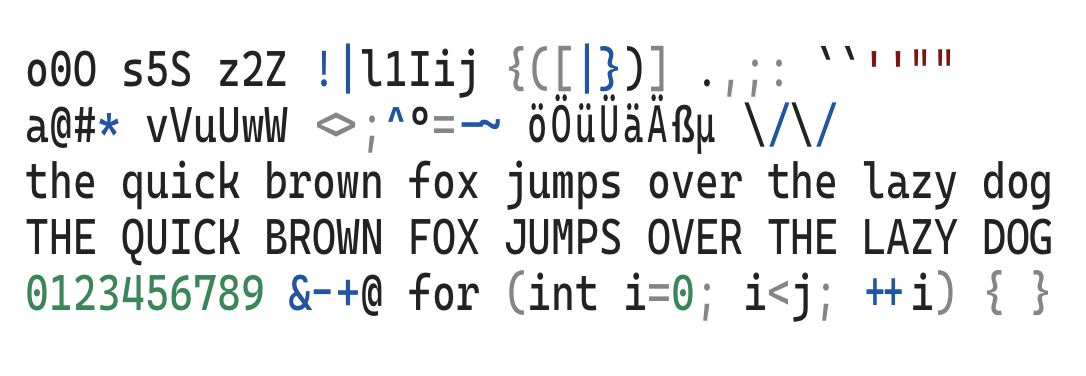 o0O s5S z2Z !|l1Iij {([|})] .,;: ``''""
a@#* vVuUwW <>;^°=-~ öÖüÜäÄßµ \/\/
the quick brown fox jumps over the lazy dog
THE QUICK BROWN FOX JUMPS OVER THE LAZY DOG
0123456789 &-+@ for (int i=0; i<j; ++i) { }